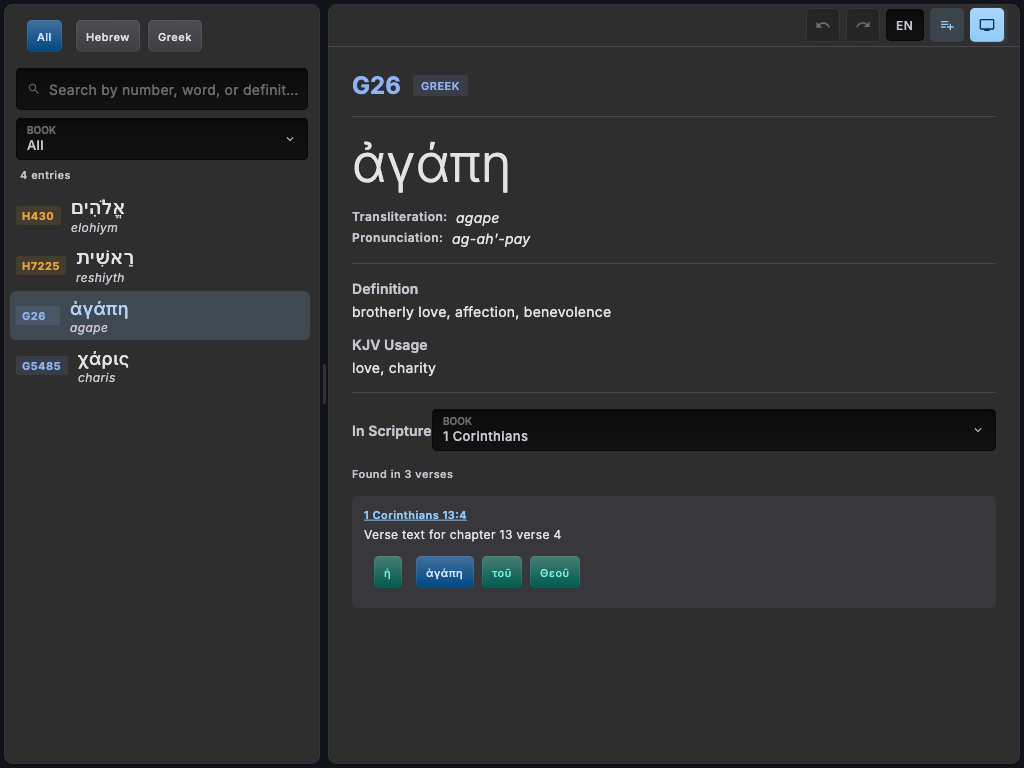 All Hebrew Greek
Search by number, word, or definit...
BOOK
All
4 entries
H430 אֱלֹהִים
elohiym
H7225 רֵאשִׁית
reshiyth
G26 ἀγάπη
agape
G5485 χάρις
charis
EN
G26 GREEK
ἀγάπη
Transliteration: agape
Pronunciation: ag-ah'-pay
Definition
brotherly love, affection, benevolence
KJV Usage
love, charity
In Scripture
BOOK
1 Corinthians
Found in 3 verses
1 Corinthians 13:4
Verse text for chapter 13 verse 4
ἡ ἀγάπη τοῦ Θεοῦ